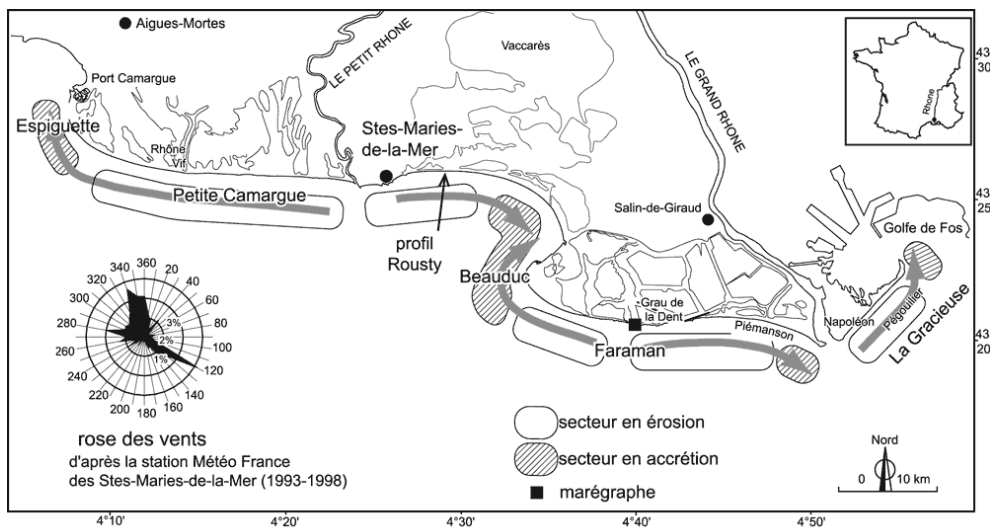 Aigues-Mortes
Port Camargue
Espiguette
Rhône
Vif
Petite Camargue
LE PETIT RHONE
Stes-Maries-
de-la-Mer
Vaccarès
profil
Rousty
Beauduc
LE GRAND RHONE
Salin-de-Giraud
Grau de
la Dent
Faraman
Piémanson
Napoléon
Pégoulier
La Gracieuse
Golfe de Fos
Rhone
43
30
43
25
43
20
360
20
40
60
80
100
120
140
160
180
200
220
240
260
280
300
320
340
3%
2%
1%
rose des vents
d'après la station Météo France
des Stes-Maries-de-la-Mer (1993-1998)
secteur en érosion
secteur en accrétion
marégraphe
Nord
0 10 km
4°10' 4°20' 4°30' 4°40' 4°50'